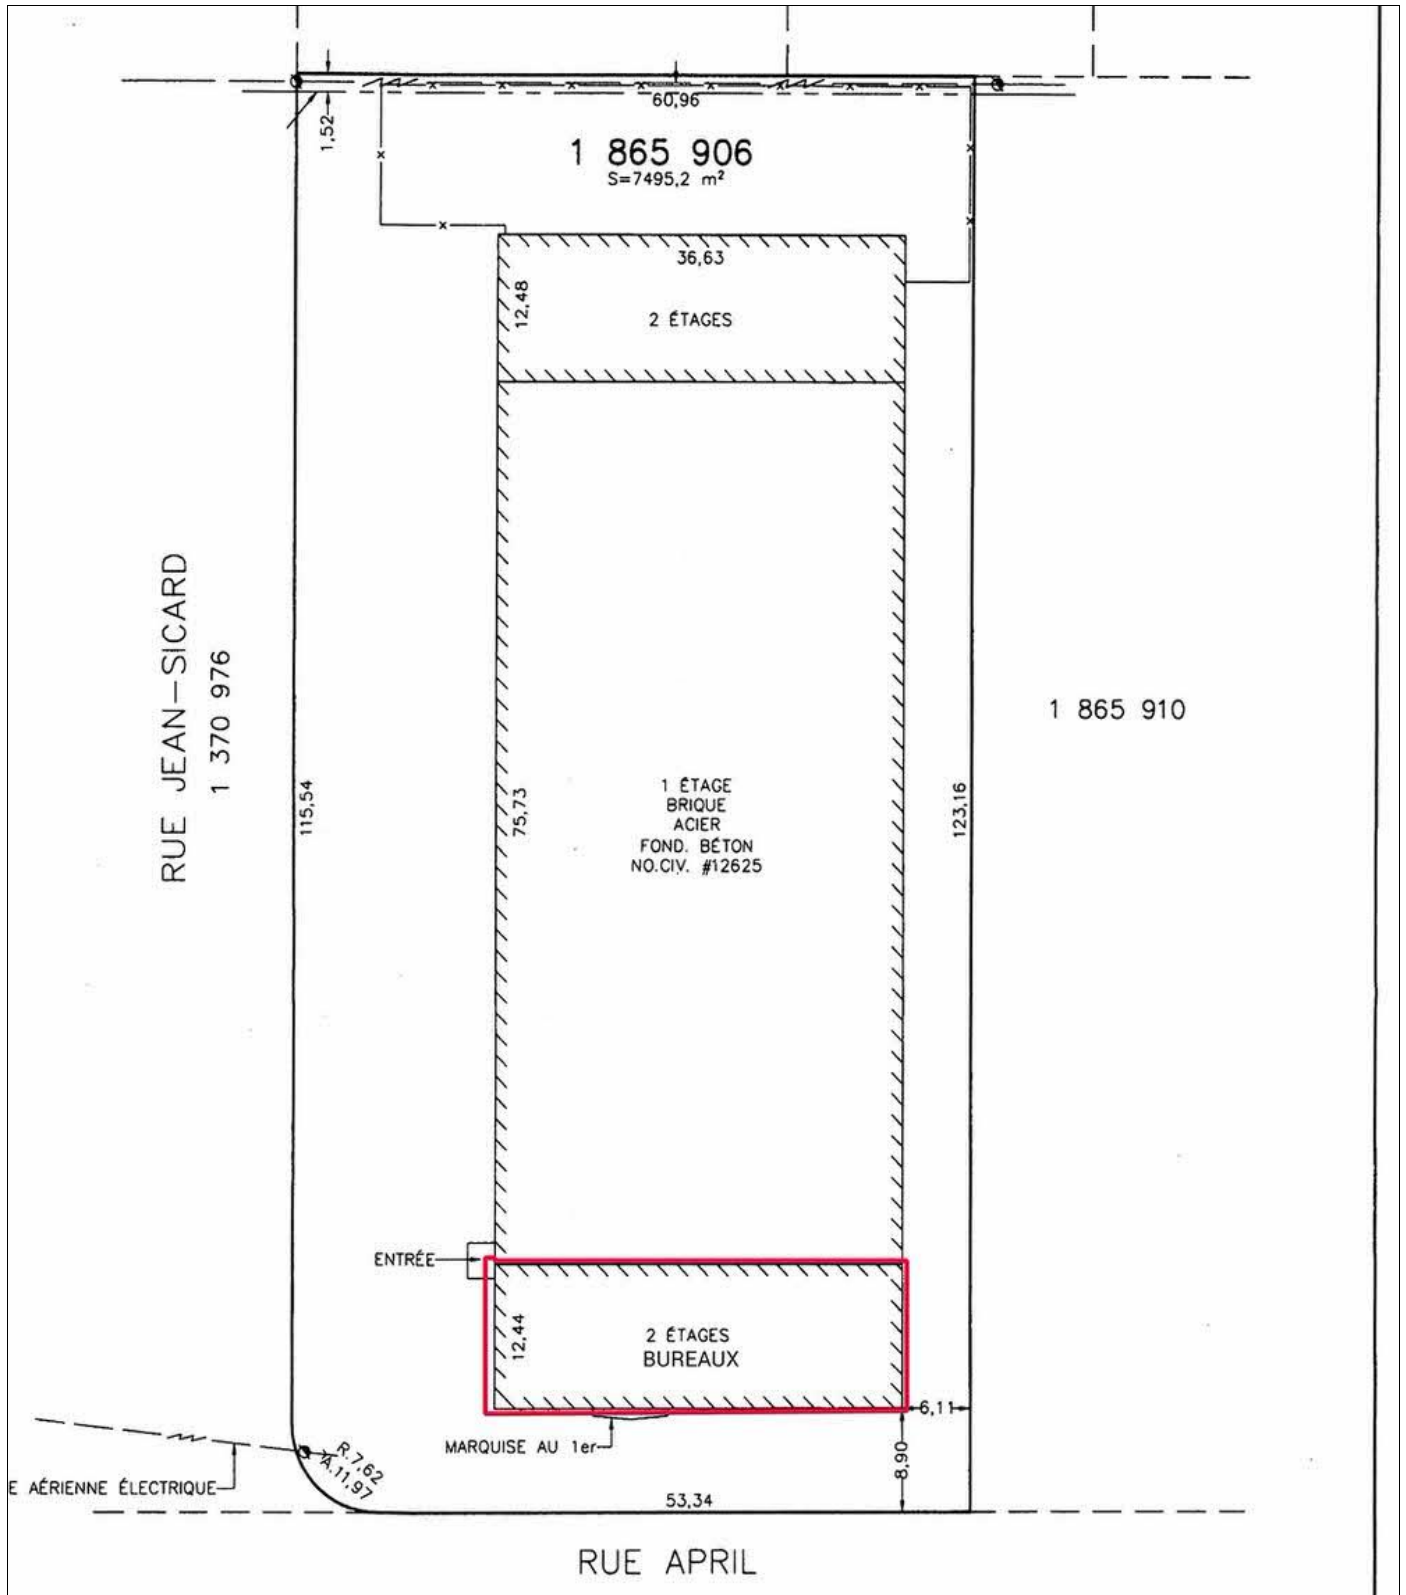 60,96
1,52
1 865 906
S=7495,2 m²
36,63
12,48
2 ÉTAGES
RUE JEAN-SICARD
1 370 976
115,54
75,73
1 ÉTAGE
BRIQUE
ACIER
FOND. BÉTON
NO.CIV. #12625
123,16
1 865 910
ENTRÉE
12,44
2 ÉTAGES
BUREAUX
6,11
MARQUISE AU 1er
8,90
R.7,62
A.11,97
E AÉRIENNE ÉLECTRIQUE
53,34
RUE APRIL